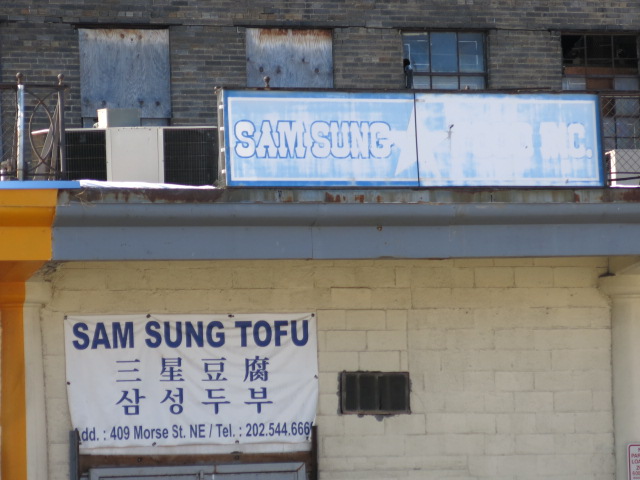 SAM SUNG INC.
SAM SUNG TOFU
三星豆腐
삼성두부
Add. : 409 Morse St. NE / Tel. : 202.544.666